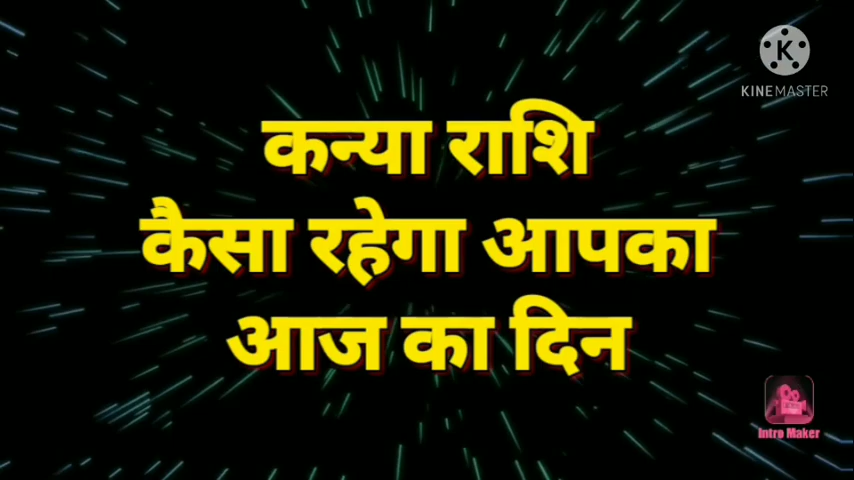 KINEMASTER
कन्या राशि
कैसा रहेगा आपका
आज का दिन
Intro Maker